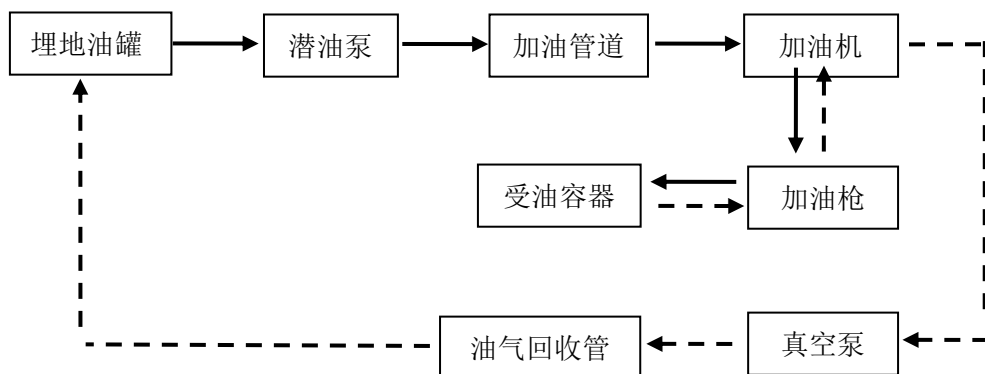 埋地油罐
潜油泵
加油管道
加油机
受油容器
加油枪
油气回收管
真空泵